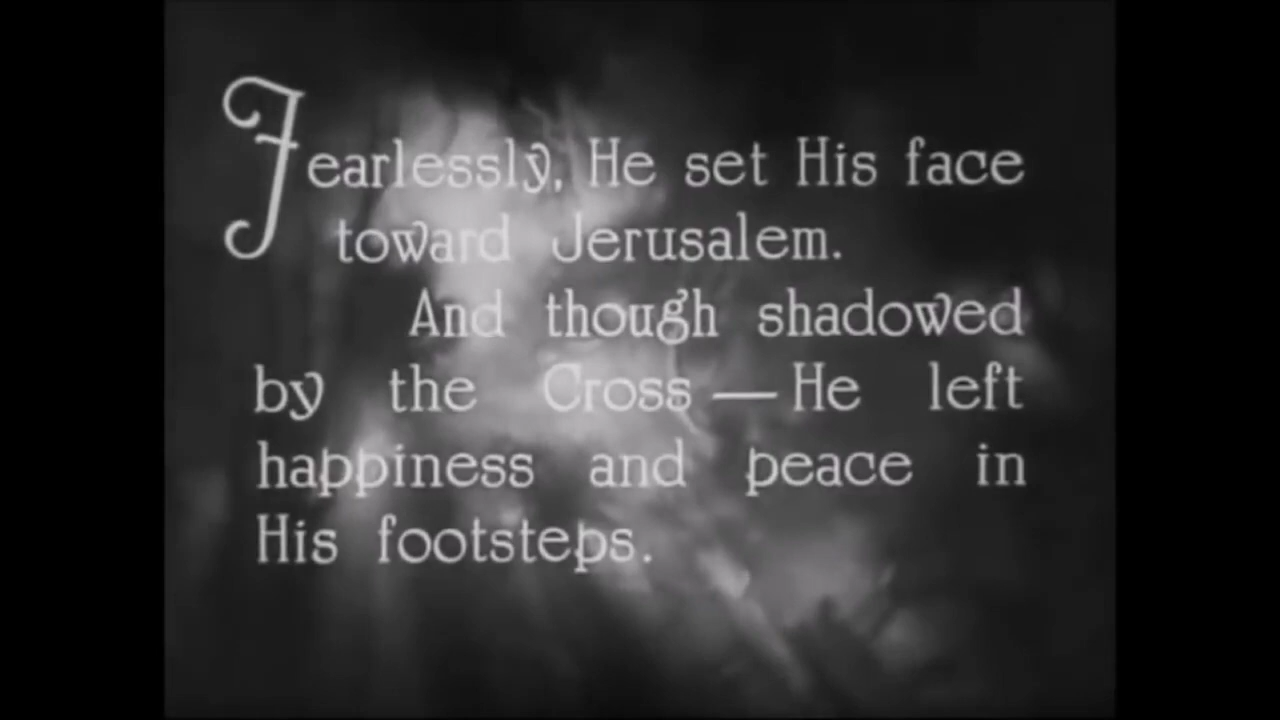 Fearlessly, He set His face
toward Jerusalem.
And though shadowed
by the Cross — He left
happiness and peace in
His footsteps.